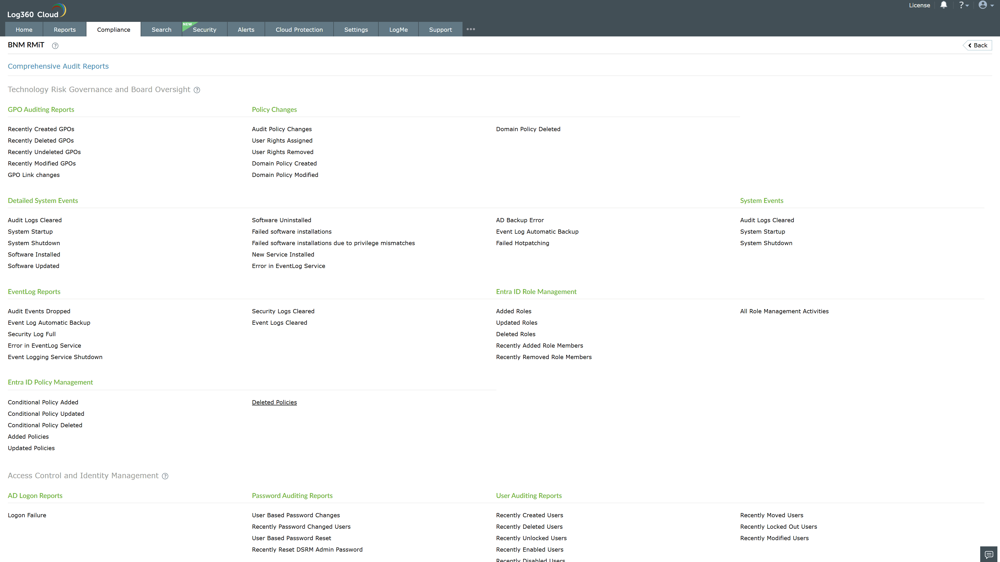 Log360 Cloud
License
?
Home
Reports
Compliance
Search
NEW
Security
Alerts
Cloud Protection
Settings
LogMe
Support
BNM RMiT ?
Back
Comprehensive Audit Reports
Technology Risk Governance and Board Oversight ?
GPO Auditing Reports
Recently Created GPOs
Recently Deleted GPOs
Recently Undeleted GPOs
Recently Modified GPOs
GPO Link changes
Policy Changes
Audit Policy Changes
User Rights Assigned
User Rights Removed
Domain Policy Created
Domain Policy Modified
Domain Policy Deleted
Detailed System Events
Audit Logs Cleared
System Startup
System Shutdown
Software Installed
Software Updated
Software Uninstalled
Failed software installations
Failed software installations due to privilege mismatches
New Service Installed
Error in EventLog Service
AD Backup Error
Event Log Automatic Backup
Failed Hotpatching
System Events
Audit Logs Cleared
System Startup
System Shutdown
EventLog Reports
Audit Events Dropped
Event Log Automatic Backup
Security Log Full
Error in EventLog Service
Event Logging Service Shutdown
Security Logs Cleared
Event Logs Cleared
Entra ID Role Management
Added Roles
Updated Roles
Deleted Roles
Recently Added Role Members
Recently Removed Role Members
All Role Management Activities
Entra ID Policy Management
Conditional Policy Added
Conditional Policy Updated
Conditional Policy Deleted
Added Policies
Updated Policies
Deleted Policies
Access Control and Identity Management ?
AD Logon Reports
Logon Failure
Password Auditing Reports
User Based Password Changes
Recently Password Changed Users
User Based Password Reset
Recently Reset DSRM Admin Password
User Auditing Reports
Recently Created Users
Recently Deleted Users
Recently Unlocked Users
Recently Enabled Users
Recently Disabled Users
Recently Moved Users
Recently Locked Out Users
Recently Modified Users